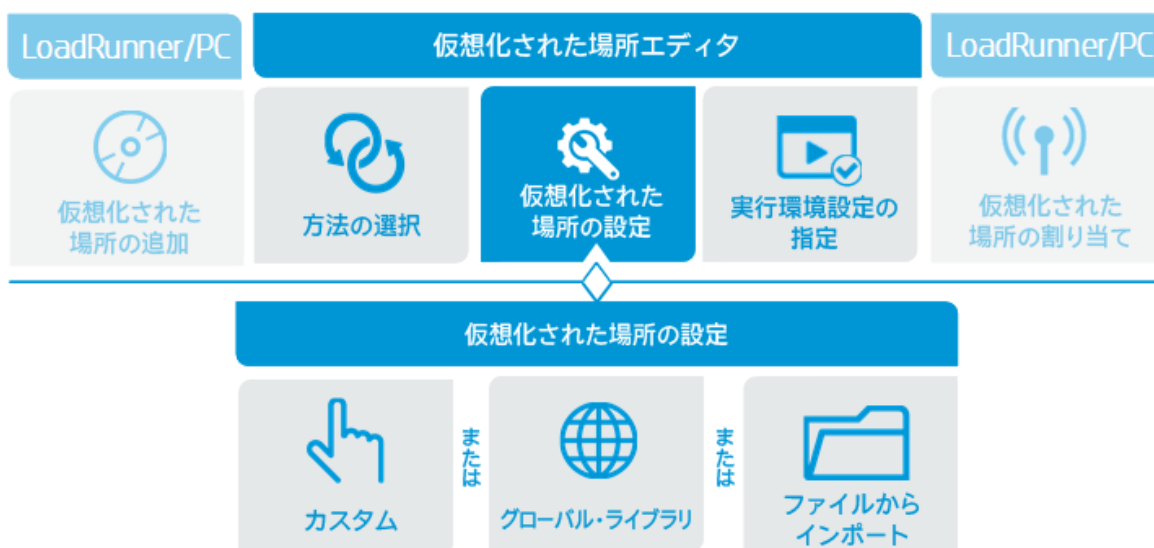 LoadRunner/PC
仮想化された場所エディタ
LoadRunner/PC
仮想化された
場所の追加
方法の選択
仮想化された
場所の設定
実行環境設定の
指定
仮想化された
場所の割り当て
仮想化された場所の設定
カスタム
または
グローバル・ライブラリ
または
ファイルから
インポート